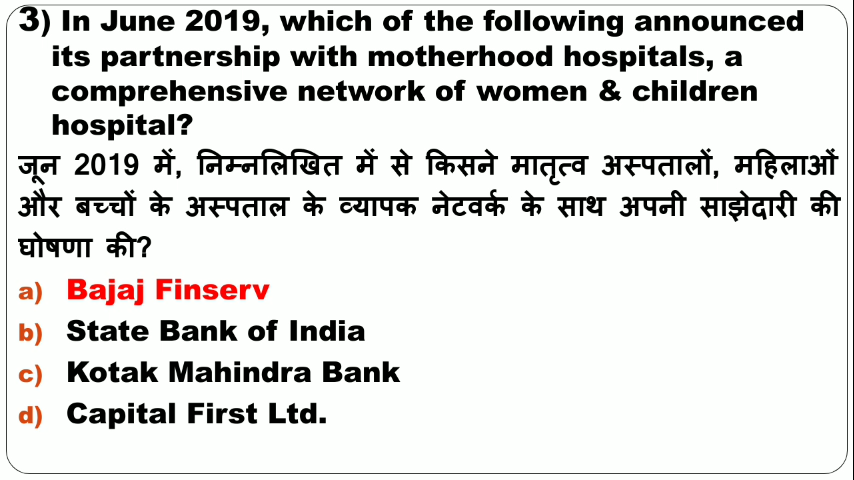 3) In June 2019, which of the following announced
its partnership with motherhood hospitals, a
comprehensive network of women & children
hospital?
जून 2019 में, निम्नलिखित में से किसने मातृत्व अस्पतालों, महिलाओं
और बच्चों के अस्पताल के व्यापक नेटवर्क के साथ अपनी साझेदारी की
घोषणा की?
a) Bajaj Finserv
b) State Bank of India
c) Kotak Mahindra Bank
d) Capital First Ltd.